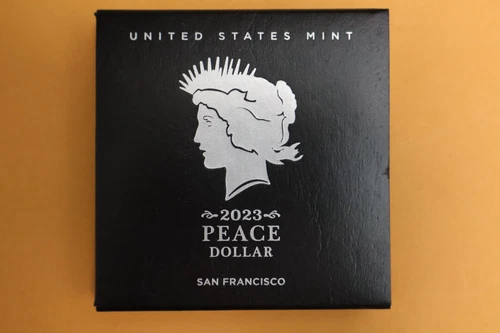 UNITED STATES MINT
2023
PEACE
DOLLAR
SAN FRANCISCO